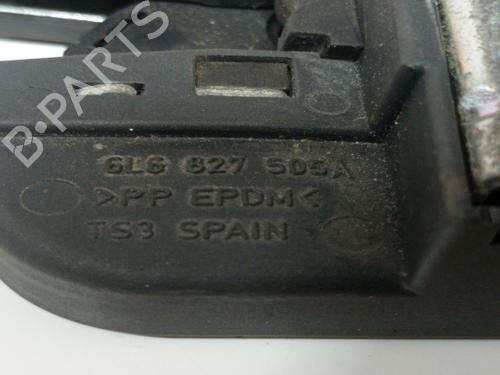 B-PARTS
6L6 827 505A
>PP EPDM<
TS3 SPAIN